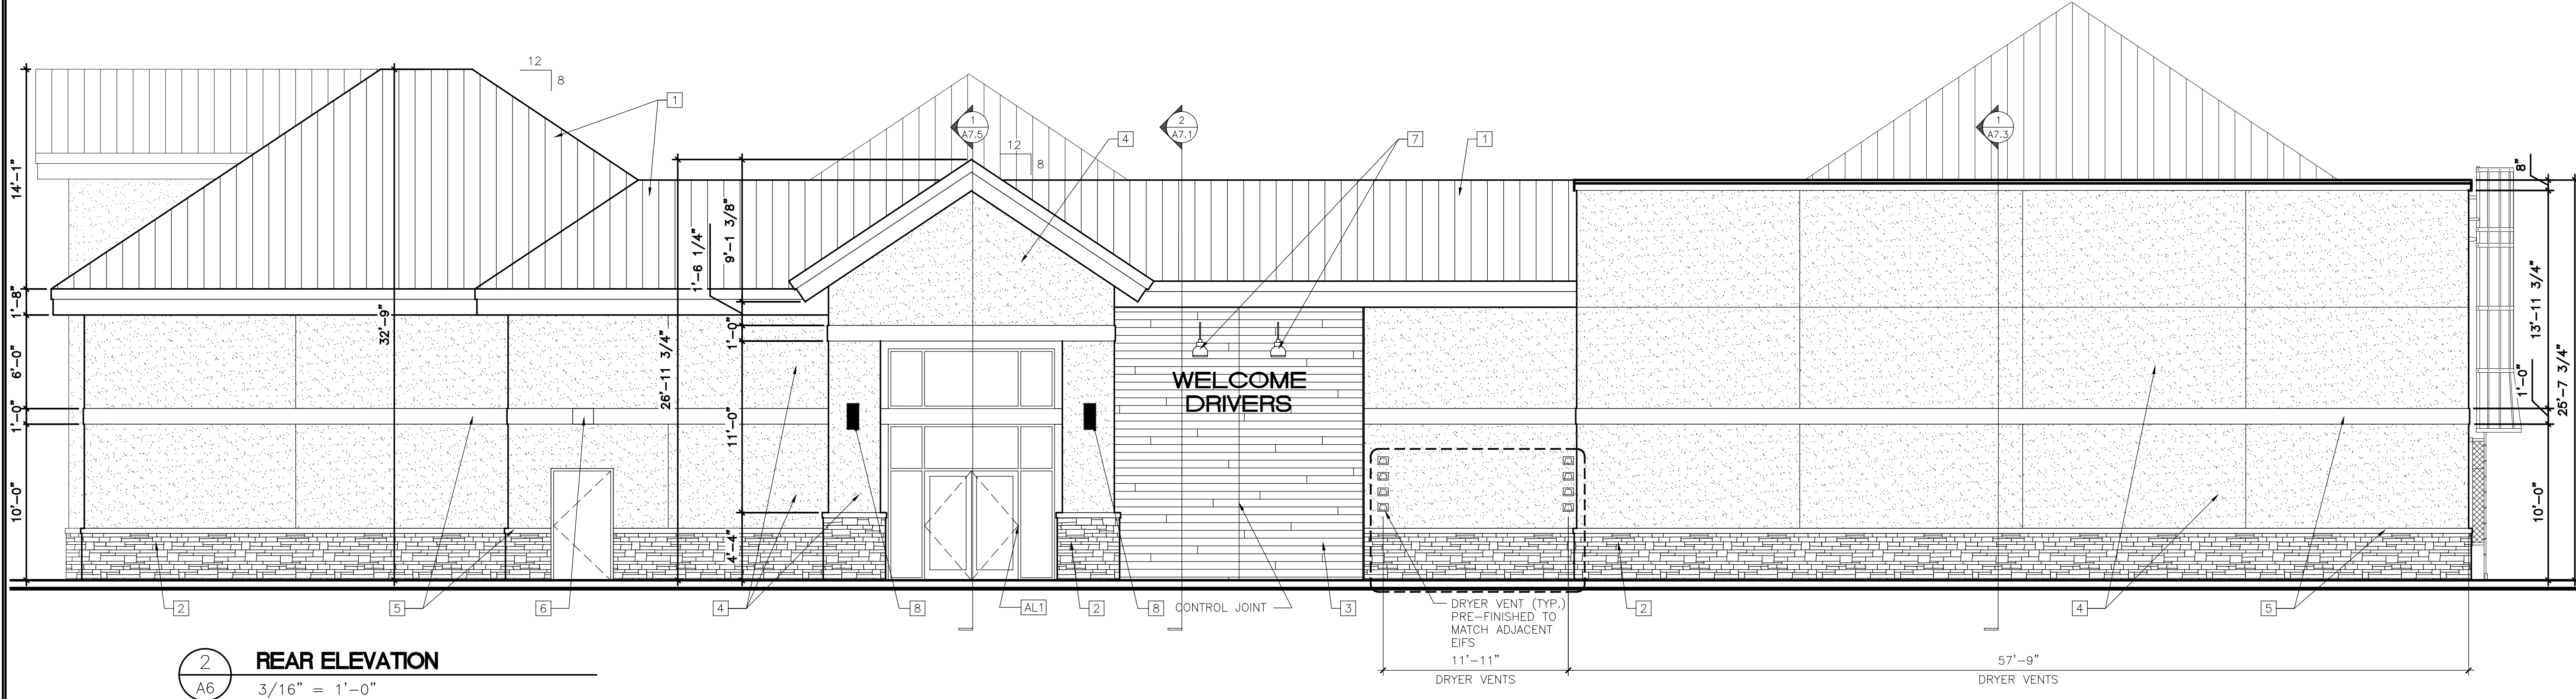 12
8
1
1
A7.5
2
A7.1
12
8
4
7
1
1
A7.3
8"
14'-1"
1'-8"
6'-0"
1'-0"
10'-0"
32'-9"
26'-11 3/4"
1'-6 1/4"
9'-1 3/8"
1'-0"
11'-0"
4'-4"
WELCOME
DRIVERS
13'-11 3/4"
1'-0"
25'-7 3/4"
10'-0"
2
5
6
4
8
AL1
2
8
CONTROL JOINT
3
DRYER VENT (TYP.)
PRE-FINISHED TO
MATCH ADJACENT
EIFS
2
4
5
11'-11"
DRYER VENTS
57'-9"
DRYER VENTS
2
A6
REAR ELEVATION
3/16" = 1'-0"